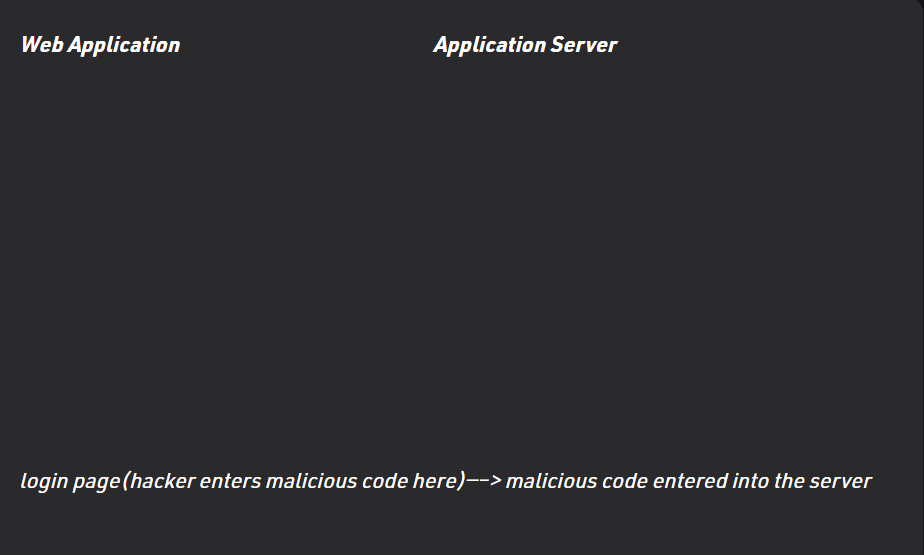 Web Application Application Server
login page(hacker enters malicious code here)---> malicious code entered into the server